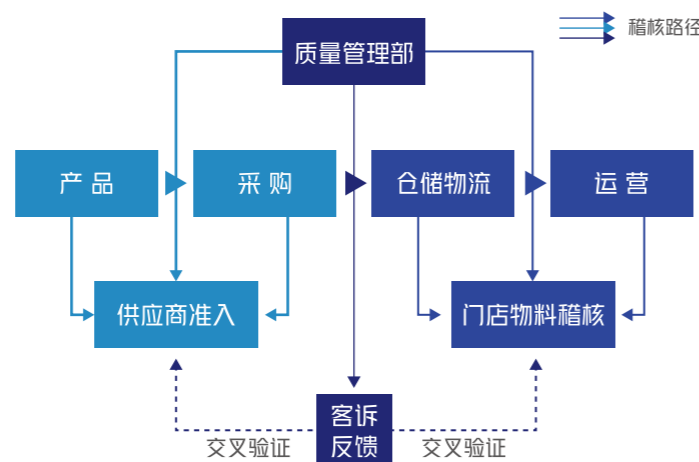 质量管理部
稽核路径
产品
采购
仓储物流
运营
供应商准入
门店物料稽核
客诉
反馈
交叉验证
交叉验证